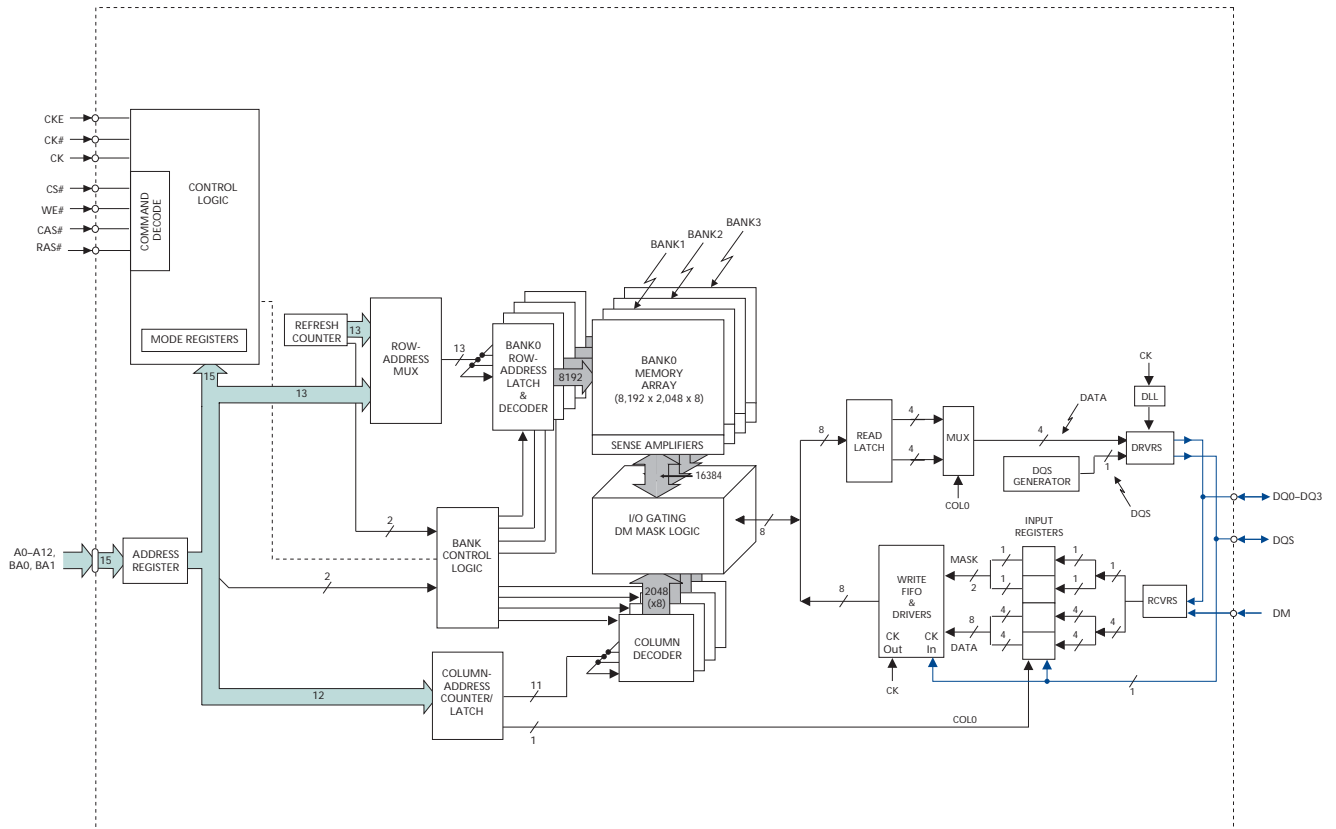 CKE
CK#
CK
CS#
WE#
CAS#
RAS#
COMMAND
DECODE
CONTROL
LOGIC
MODE REGISTERS
15
REFRESH
COUNTER
13
13
ROW-
ADDRESS
MUX
13
BANK0
ROW-
ADDRESS
LATCH
&
DECODER
8192
BANK1
BANK2
BANK3
BANK0
MEMORY
ARRAY
(8,192 x 2,048 x 8)
SENSE AMPLIFIERS
16384
I/O GATING
DM MASK LOGIC
8
2048
(x8)
COLUMN
DECODER
A0–A12,
BA0, BA1
15
ADDRESS
REGISTER
2
2
BANK
CONTROL
LOGIC
12
COLUMN-
ADDRESS
COUNTER/
LATCH
11
1
COL0
8
READ
LATCH
4
4
MUX
COL0
4
DATA
DQS
GENERATOR
1
DQS
CK
DLL
DRVRS
DQ0–DQ3
DQS
DM
INPUT
REGISTERS
8
WRITE
FIFO
&
DRIVERS
CK
Out
CK
In
CK
MASK
2
8
DATA
1
1
4
4
1
1
4
4
1
4
RCVRS
1